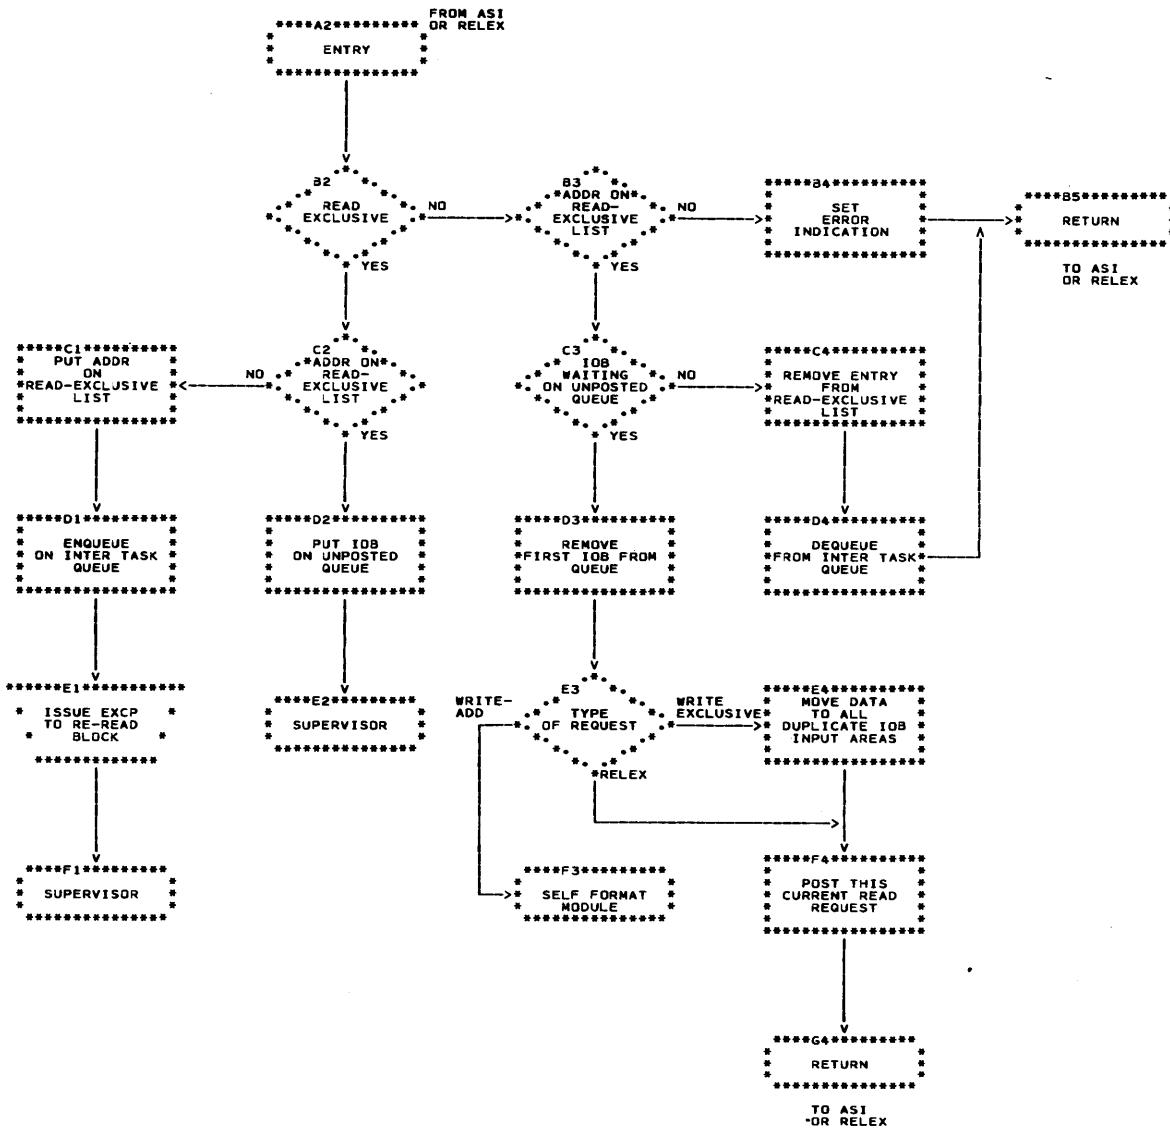 FROM ASI
OR RELEX
A2
ENTRY
B2
READ
EXCLUSIVE
NO
YES
B3
ADDR ON
READ-
EXCLUSIVE
LIST
NO
YES
B4
SET
ERROR
INDICATION
B5
RETURN
TO ASI
OR RELEX
C1
PUT ADDR
ON
READ-EXCLUSIVE
LIST
NO
C2
ADDR ON
READ-
EXCLUSIVE
LIST
YES
C3
IOB
WAITING
ON UNPOSTED
QUEUE
NO
YES
C4
REMOVE ENTRY
FROM
READ-EXCLUSIVE
LIST
D1
ENQUEUE
ON INTER TASK
QUEUE
D2
PUT IOB
ON UNPOSTED
QUEUE
D3
REMOVE
FIRST IOB FROM
QUEUE
D4
DEQUEUE
FROM INTER TASK
QUEUE
E1
ISSUE EXCP
TO RE-READ
BLOCK
E2
SUPERVISOR
WRITE-
ADD
E3
TYPE
OF REQUEST
WRITE
EXCLUSIVE
RELEX
E4
MOVE DATA
TO ALL
DUPLICATE IOB
INPUT AREAS
F1
SUPERVISOR
F3
SELF FORMAT
MODULE
F4
POST THIS
CURRENT READ
REQUEST
G4
RETURN
TO ASI
OR RELEX